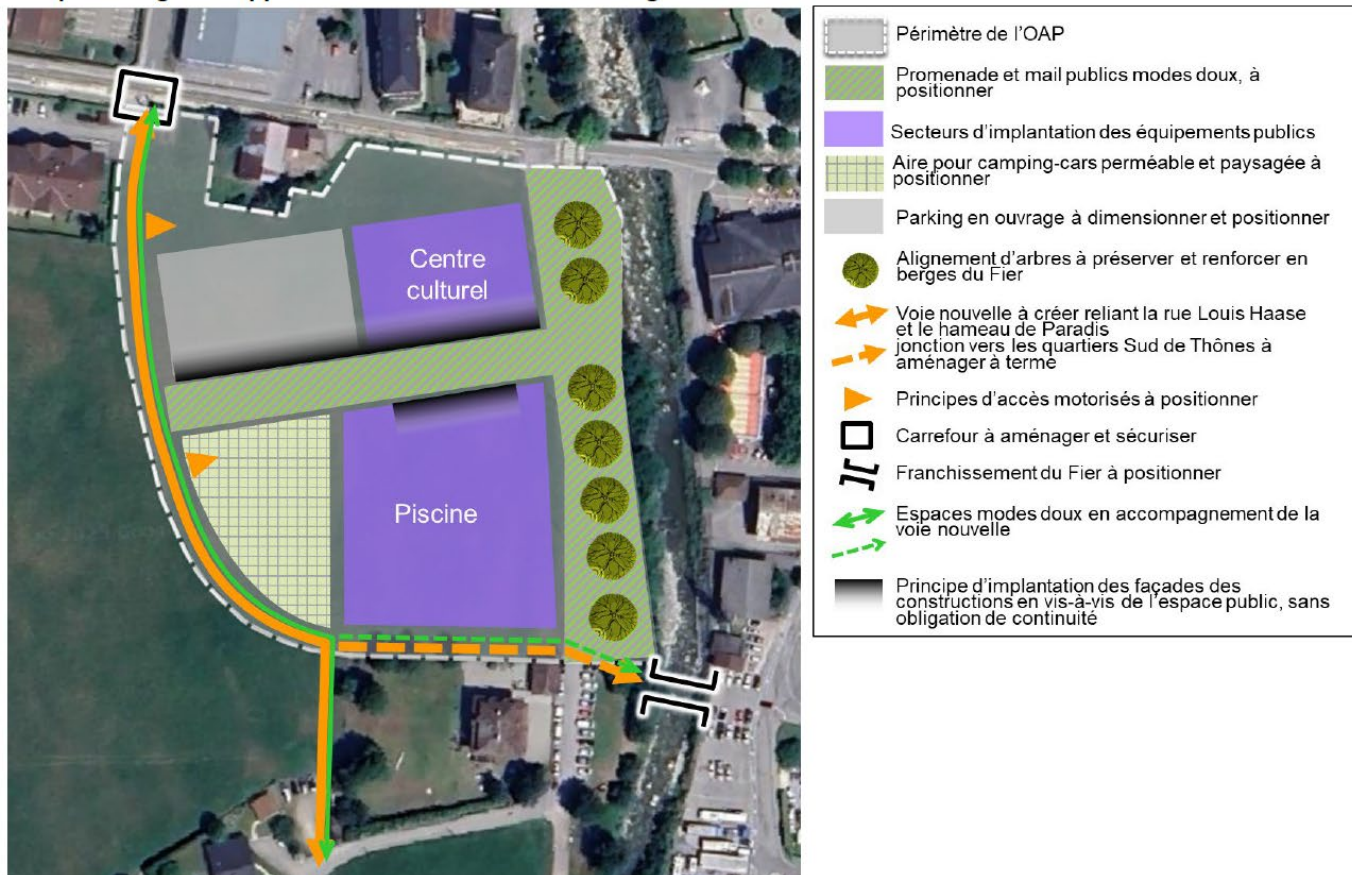 Centre
culturel
Piscine
Périmètre de l'OAP
Promenade et mail publics modes doux, à
positionner
Secteurs d'implantation des équipements publics
Aire pour camping-cars perméable et paysagée à
positionner
Parking en ouvrage à dimensionner et positionner
Alignement d'arbres à préserver et renforcer en
berges du Fier
Voie nouvelle à créer reliant la rue Louis Haase
et le hameau de Paradis
jonction vers les quartiers Sud de Thônes à
aménager à terme
Principes d'accès motorisés à positionner
Carrefour à aménager et sécuriser
Franchissement du Fier à positionner
Espaces modes doux en accompagnement de la
voie nouvelle
Principe d'implantation des façades des
constructions en vis-à-vis de l'espace public, sans
obligation de continuité